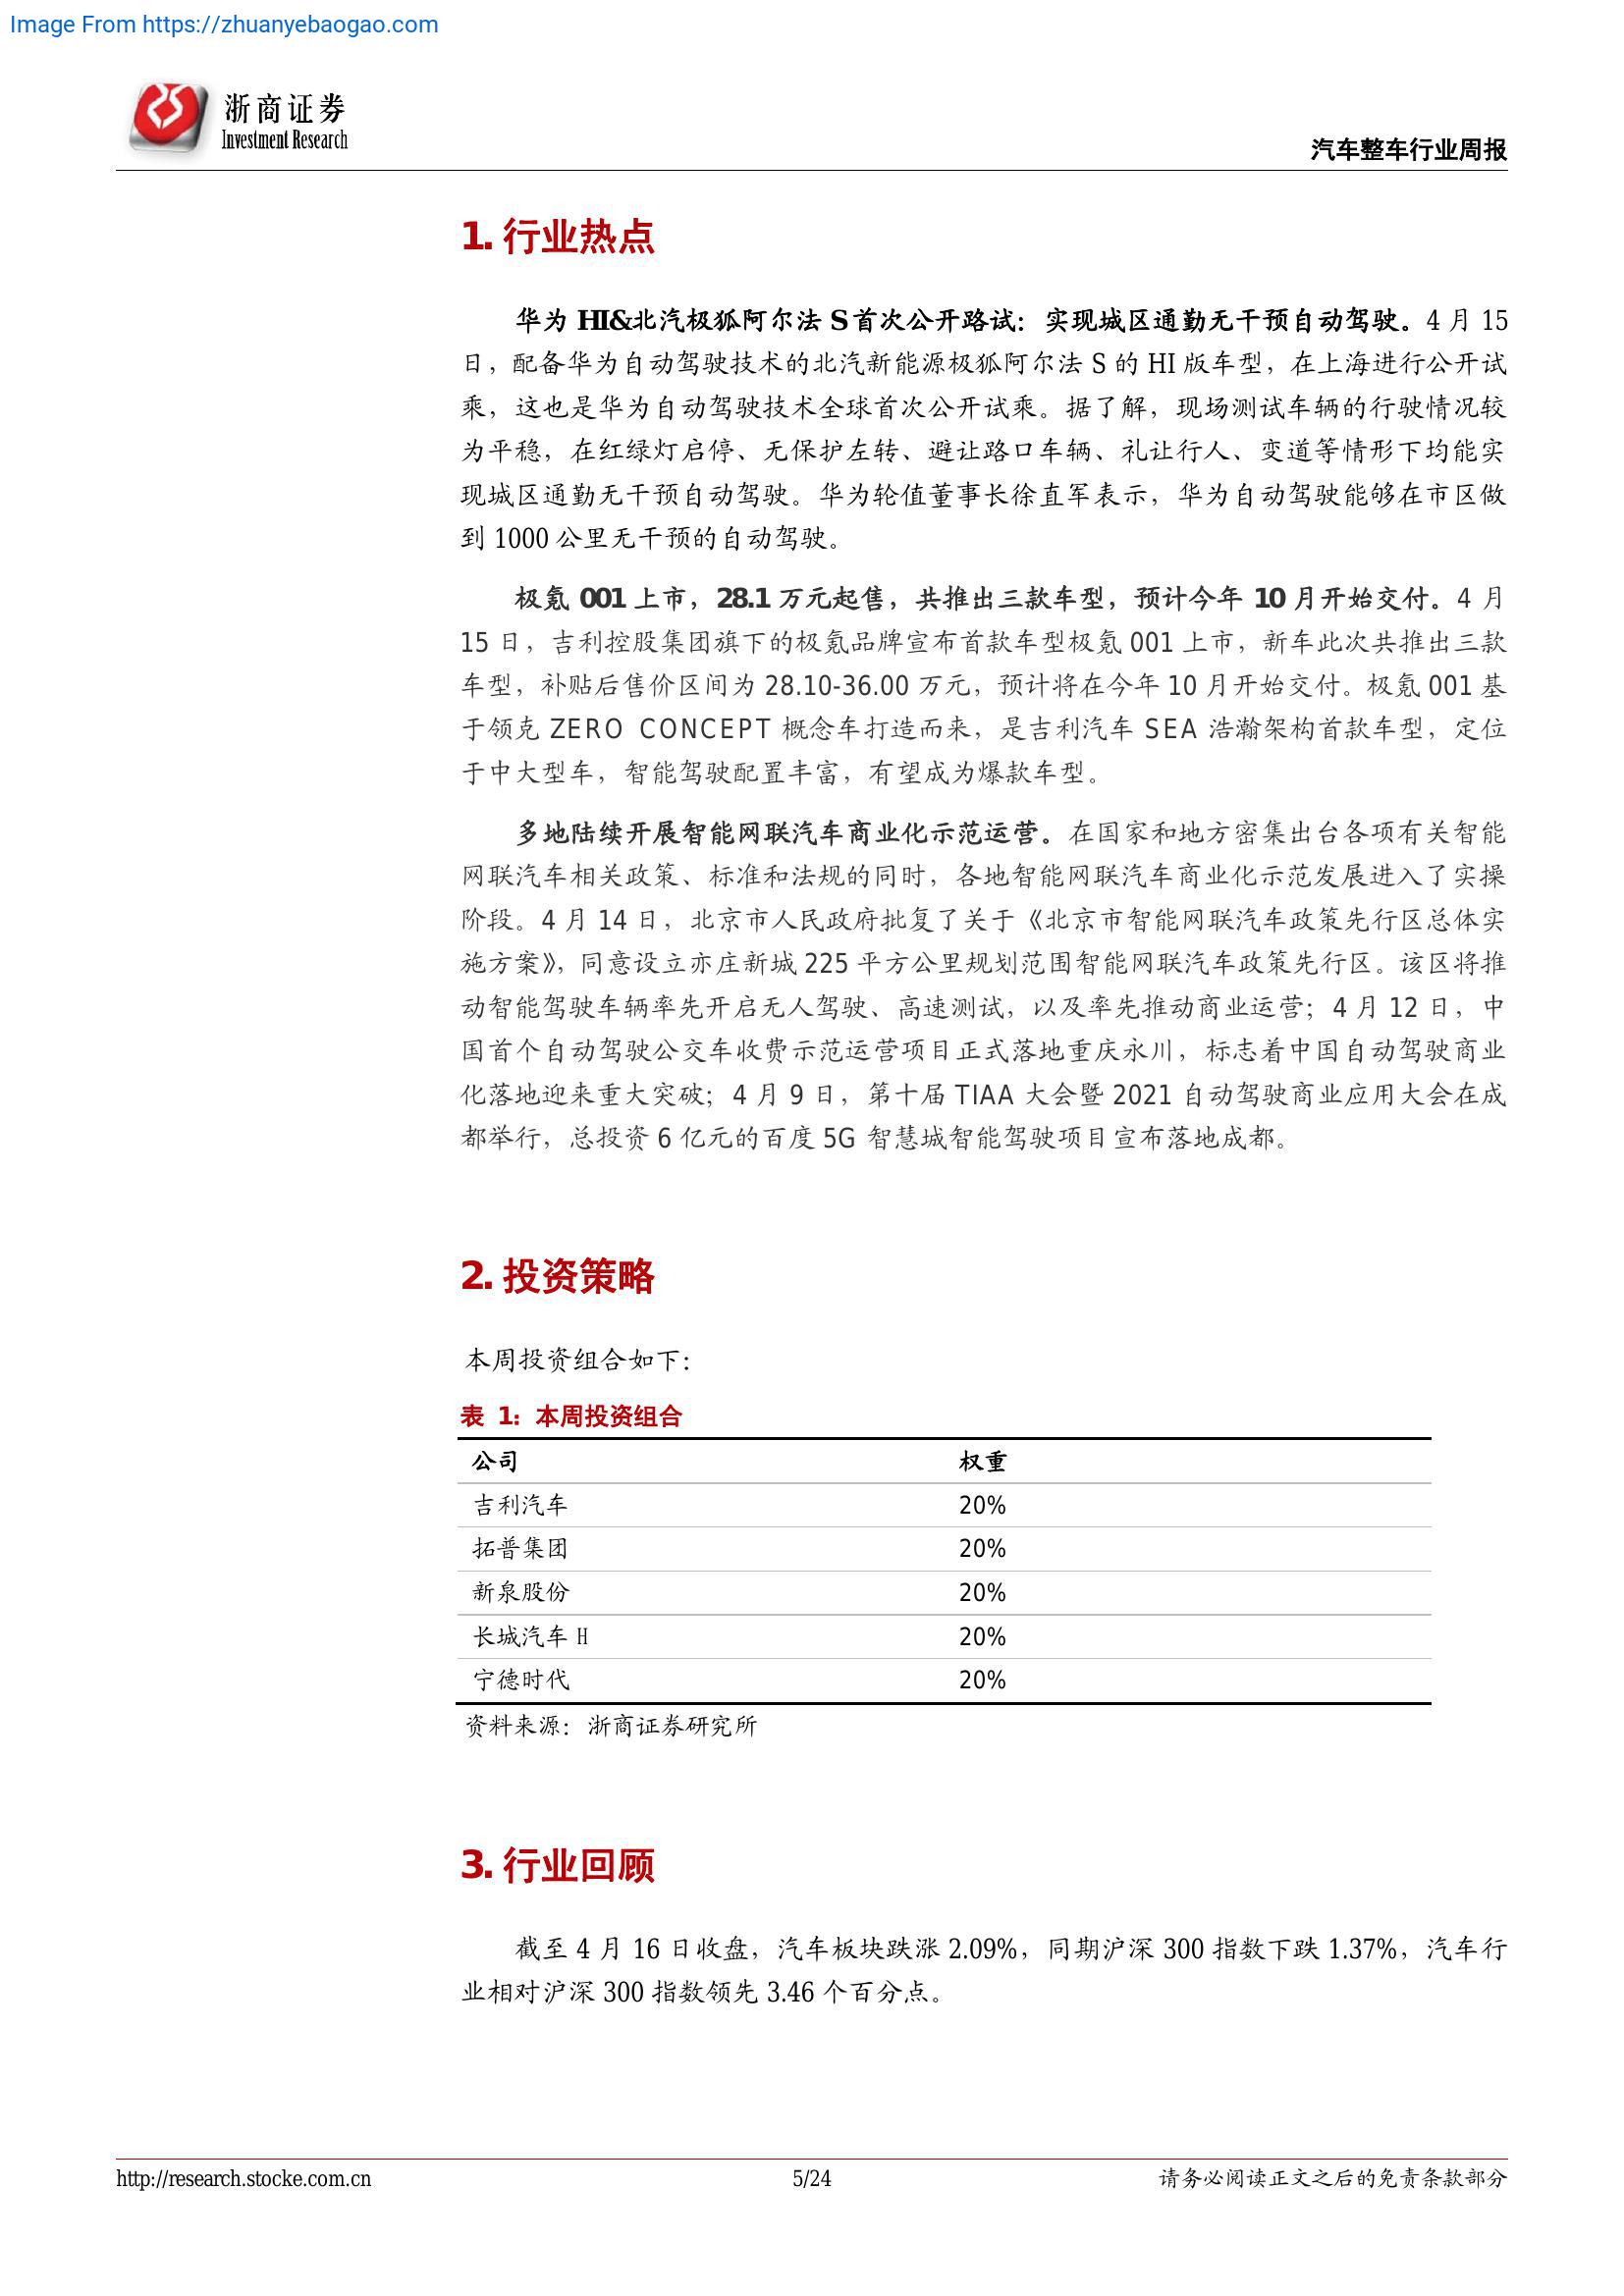 Image From https://zhuanyebaogao.com
浙商证券
Investment Research
汽车整车行业周报
1. 行业热点
华为 HI&北汽极狐阿尔法 S 首次公开路试：实现城区通勤无干预自动驾驶。4 月 15
日，配备华为自动驾驶技术的北汽新能源极狐阿尔法 S 的 HI 版车型，在上海进行公开试
乘，这也是华为自动驾驶技术全球首次公开试乘。据了解，现场测试车辆的行驶情况较
为平稳，在红绿灯启停、无保护左转、避让路口车辆、礼让行人、变道等情形下均能实
现城区通勤无干预自动驾驶。华为轮值董事长徐直军表示，华为自动驾驶能够在市区做
到 1000 公里无干预的自动驾驶。
极氪 001 上市，28.1 万元起售，共推出三款车型，预计今年 10 月开始交付。4 月
15 日，吉利控股集团旗下的极氪品牌宣布首款车型极氪 001 上市，新车此次共推出三款
车型，补贴后售价区间为 28.10-36.00 万元，预计将在今年 10 月开始交付。极氪 001 基
于领克 ZERO CONCEPT 概念车打造而来，是吉利汽车 SEA 浩瀚架构首款车型，定位
于中大型车，智能驾驶配置丰富，有望成为爆款车型。
多地陆续开展智能网联汽车商业化示范运营。在国家和地方密集出台各项有关智能
网联汽车相关政策、标准和法规的同时，各地智能网联汽车商业化示范发展进入了实操
阶段。4 月 14 日，北京市人民政府批复了关于《北京市智能网联汽车政策先行区总体实
施方案》，同意设立亦庄新城 225 平方公里规划范围智能网联汽车政策先行区。该区将推
动智能驾驶车辆率先开启无人驾驶、高速测试，以及率先推动商业运营；4 月 12 日，中
国首个自动驾驶公交车收费示范运营项目正式落地重庆永川，标志着中国自动驾驶商业
化落地迎来重大突破；4 月 9 日，第十届 TIAA 大会暨 2021 自动驾驶商业应用大会在成
都举行，总投资 6 亿元的百度 5G 智慧城智能驾驶项目宣布落地成都。
2. 投资策略
本周投资组合如下：
表 1：本周投资组合
公司 权重
吉利汽车 20%
拓普集团 20%
新泉股份 20%
长城汽车 H 20%
宁德时代 20%
资料来源：浙商证券研究所
3. 行业回顾
截至 4 月 16 日收盘，汽车板块跌涨 2.09%，同期沪深 300 指数下跌 1.37%，汽车行
业相对沪深 300 指数领先 3.46 个百分点。
http://research.stocke.com.cn 5/24 请务必阅读正文之后的免责条款部分